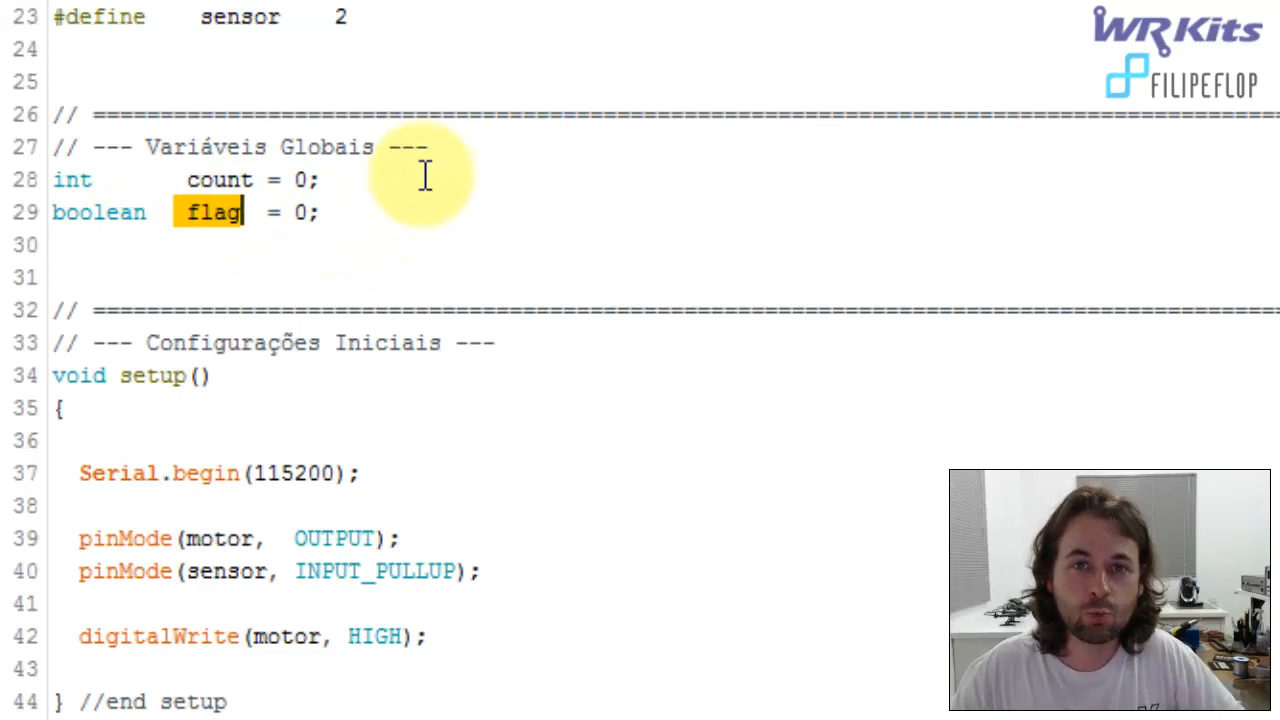 WR Kits
FILIPEFLOP
23 #define sensor 2
24
25
26 // ================================================================================
27 // --- Variáveis Globais ---
28 int count = 0;
29 boolean flag = 0;
30
31
32 // ================================================================================
33 // --- Configurações Iniciais ---
34 void setup()
35 {
36
37 Serial.begin(115200);
38
39 pinMode(motor, OUTPUT);
40 pinMode(sensor, INPUT_PULLUP);
41
42 digitalWrite(motor, HIGH);
43
44 } //end setup